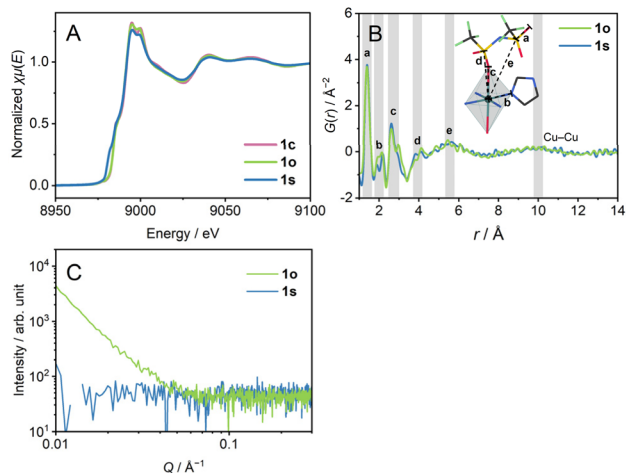 A
1c
1o
1s
Normalized χμ(E)
1.0
0.5
0.0
8950 9000 9050 9100
Energy / eV
B
1o
1s
G(r) / Å⁻²
6
4
2
0
-2
a
b
c
d
e
a
d
c
e
b
Cu–Cu
2 4 6 8 10 12 14
r / Å
C
1o
1s
Intensity / arb. unit
10⁴
10³
10²
10¹
0.01 0.1
Q / Å⁻¹